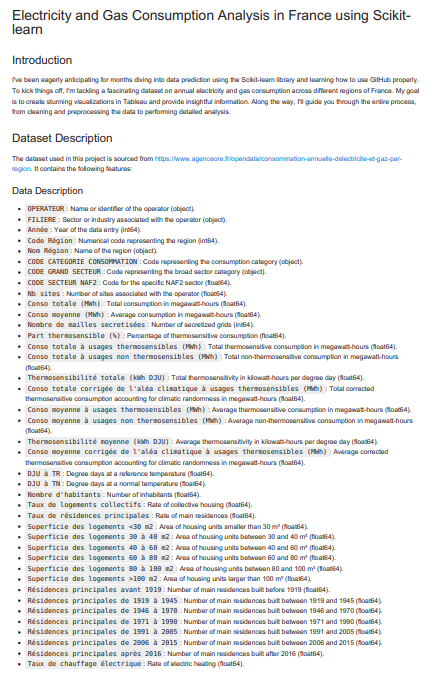 Electricity and Gas Consumption Analysis in France using Scikit-
learn
Introduction
I've been eagerly anticipating for months diving into data prediction using the Scikit-learn library and learning how to use GitHub properly.
To kick things off, I'm tackling a fascinating dataset on annual electricity and gas consumption across different regions of France. My goal
is to create stunning visualizations in Tableau and provide insightful information. Along the way, I'll guide you through the entire process,
from cleaning and preprocessing the data to performing detailed analysis.
Dataset Description
The dataset used in this project is sourced from https://www.agenceore.fr/opendata/consommation-annuelle-delectricite-et-gaz-par-
region. It contains the following features:
Data Description
• OPERATEUR : Name or identifier of the operator (object).
• FILIERE : Sector or industry associated with the operator (object).
• Année : Year of the data entry (int64).
• Code Région : Numerical code representing the region (int64).
• Nom Région : Name of the region (object).
• CODE CATEGORIE CONSOMMATION : Code representing the consumption category (object).
• CODE GRAND SECTEUR : Code representing the broad sector category (object).
• CODE SECTEUR NAF2 : Code for the specific NAF2 sector (float64).
• Nb sites : Number of sites associated with the operator (float64).
• Conso totale (MWh) : Total consumption in megawatt-hours (float64).
• Conso moyenne (MWh) : Average consumption in megawatt-hours (float64).
• Nombre de mailles secretisées : Number of secretized grids (int64).
• Part thermosensible (%) : Percentage of thermosensitive consumption (float64).
• Conso totale à usages thermosensibles (MWh) : Total thermosensitive consumption in megawatt-hours (float64).
• Conso totale à usages non thermosensibles (MWh) : Total non-thermosensitive consumption in megawatt-hours
(float64).
• Thermosensibilité totale (kWh DJU) : Total thermosensitivity in kilowatt-hours per degree day (float64).
• Conso totale corrigée de l'aléa climatique à usages thermosensibles (MWh) : Total corrected
thermosensitive consumption accounting for climatic randomness in megawatt-hours (float64).
• Conso moyenne à usages thermosensibles (MWh) : Average thermosensitive consumption in megawatt-hours (float64).
• Conso moyenne à usages non thermosensibles (MWh) : Average non-thermosensitive consumption in megawatt-hours
(float64).
• Thermosensibilité moyenne (kWh DJU) : Average thermosensitivity in kilowatt-hours per degree day (float64).
• Conso moyenne corrigée de l'aléa climatique à usages thermosensibles (MWh) : Average corrected
thermosensitive consumption accounting for climatic randomness in megawatt-hours (float64).
• DJU à TR : Degree days at a reference temperature (float64).
• DJU à TN : Degree days at a normal temperature (float64).
• Nombre d'habitants : Number of inhabitants (float64).
• Taux de logements collectifs : Rate of collective housing (float64).
• Taux de résidences principales : Rate of main residences (float64).
• Superficie des logements <30 m2 : Area of housing units smaller than 30 m² (float64).
• Superficie des logements 30 à 40 m2 : Area of housing units between 30 and 40 m² (float64).
• Superficie des logements 40 à 60 m2 : Area of housing units between 40 and 60 m² (float64).
• Superficie des logements 60 à 80 m2 : Area of housing units between 60 and 80 m² (float64).
• Superficie des logements 80 à 100 m2 : Area of housing units between 80 and 100 m² (float64).
• Superficie des logements >100 m2 : Area of housing units larger than 100 m² (float64).
• Résidences principales avant 1919 : Number of main residences built before 1919 (float64).
• Résidences principales de 1919 à 1945 : Number of main residences built between 1919 and 1945 (float64).
• Résidences principales de 1946 à 1970 : Number of main residences built between 1946 and 1970 (float64).
• Résidences principales de 1971 à 1990 : Number of main residences built between 1971 and 1990 (float64).
• Résidences principales de 1991 à 2005 : Number of main residences built between 1991 and 2005 (float64).
• Résidences principales de 2006 à 2015 : Number of main residences built between 2006 and 2015 (float64).
• Résidences principales après 2016 : Number of main residences built after 2016 (float64).
• Taux de chauffage électrique : Rate of electric heating (float64).